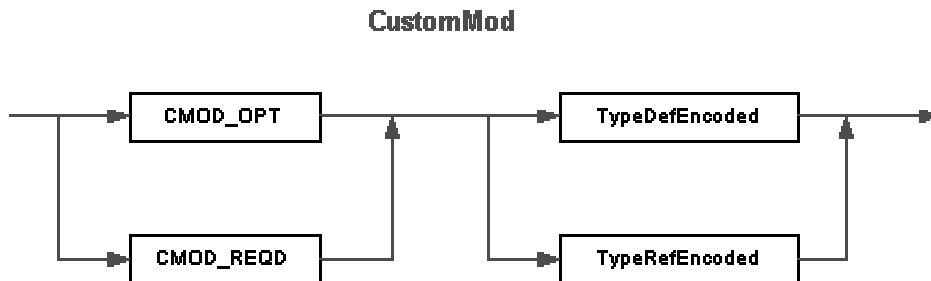 CustomMod
CMOD_OPT
TypeDefEncoded
CMOD_REQD
TypeRefEncoded